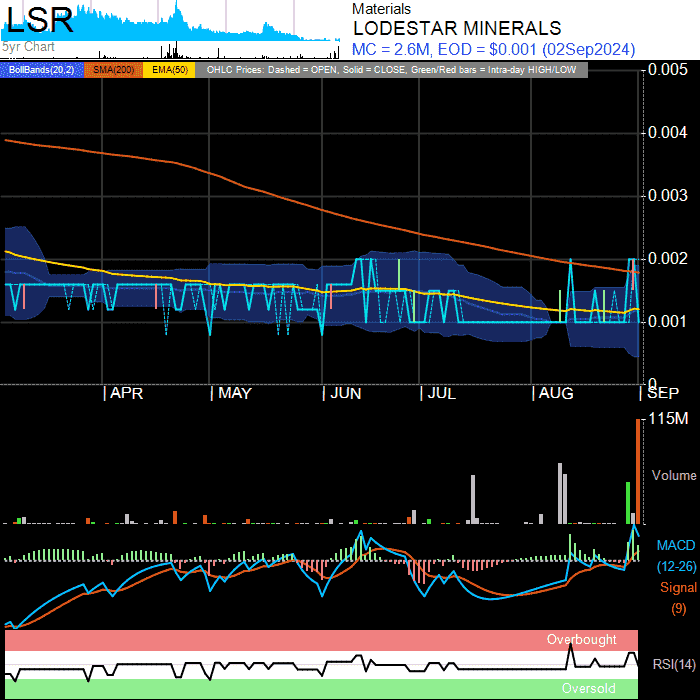 LSR
5yr Chart
Materials
LODESTAR MINERALS
MC = 2.6M, EOD = $0.001 (02Sep2024)
BollBands(20,2) SMA(200) EMA(50) OHLC Prices: Dashed = OPEN, Solid = CLOSE, Green/Red bars = Intra-day HIGH/LOW
0.005
0.004
0.003
0.002
0.001
0
APR MAY JUN JUL AUG SEP
115M
Volume
MACD
(12-26)
Signal
(9)
Overbought
RSI(14)
Oversold